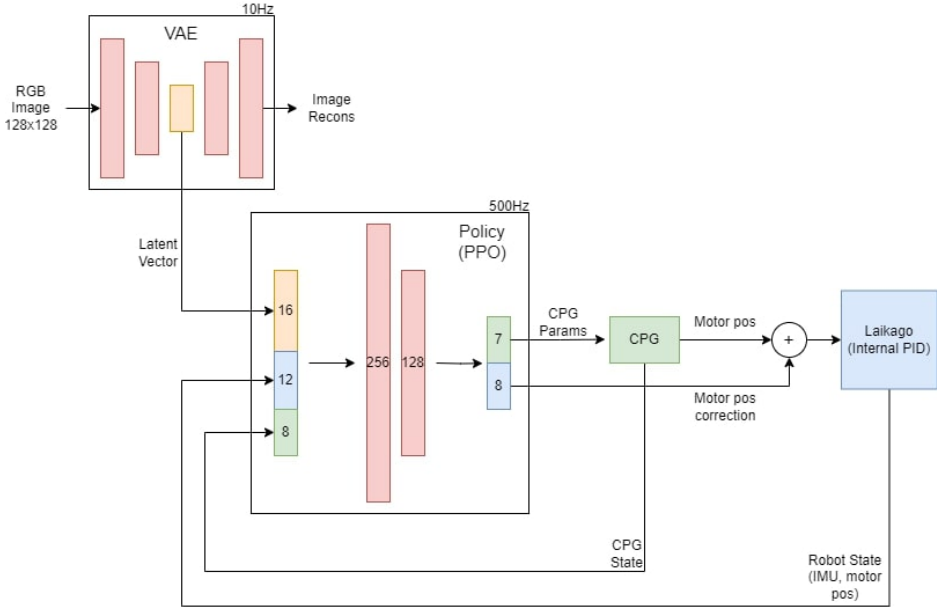 10Hz
VAE
RGB
Image
128x128
Image
Recons
500Hz
Policy
(PPO)
Latent
Vector
16
12
8
256
128
7
8
CPG
Params
CPG
Motor pos
+
Laikago
(Internal PID)
Motor pos
correction
CPG
State
Robot State
(IMU, motor
pos)